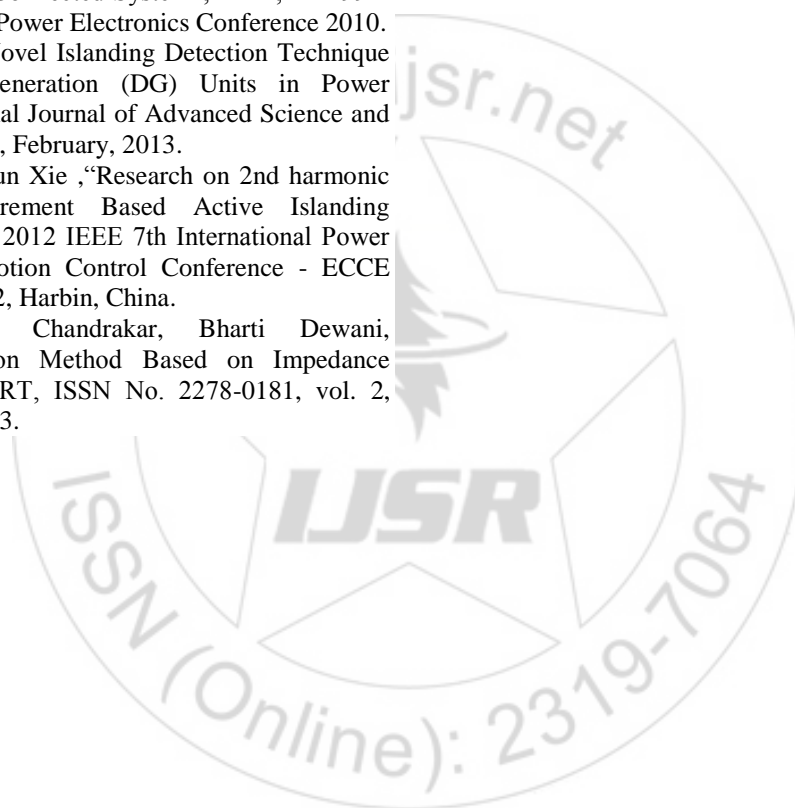 Power Electronics Conference 2010.
ovel Islanding Detection Technique
eneration (DG) Units in Power
al Journal of Advanced Science and
, February, 2013.
un Xie ,“Research on 2nd harmonic
rement Based Active Islanding
2012 IEEE 7th International Power
otion Control Conference - ECCE
2, Harbin, China.
Chandrakar, Bharti Dewani,
on Method Based on Impedance
RT, ISSN No. 2278-0181, vol. 2,
3.
jsr.net
IJSR
ISSN (Online): 2319-7064